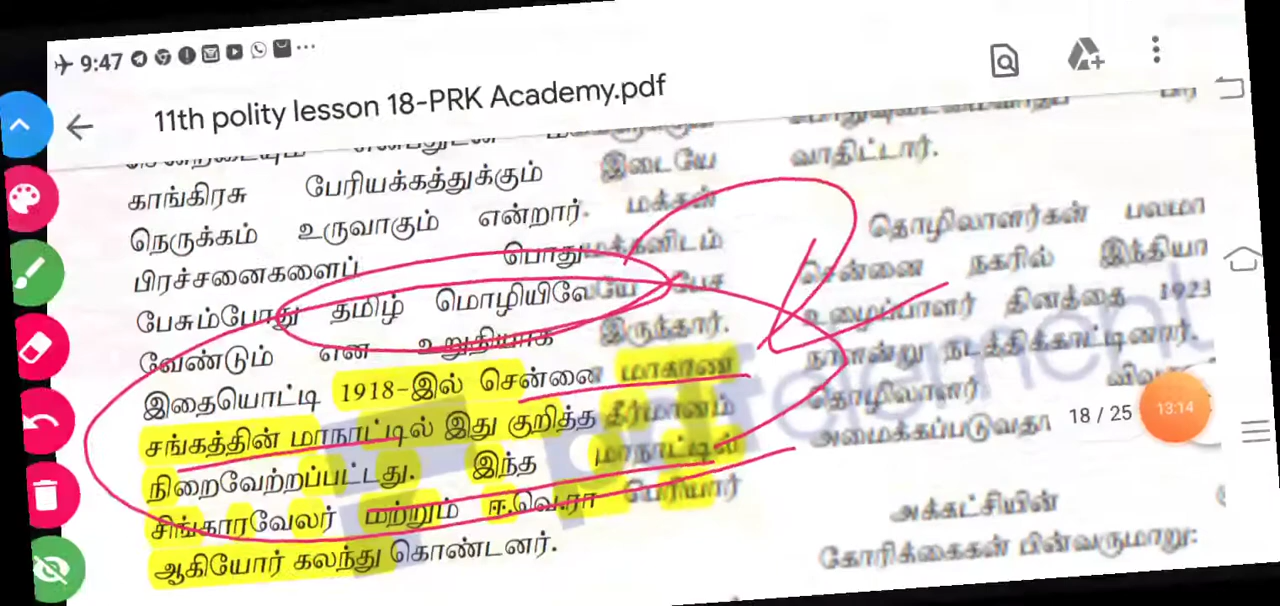 9:47
11th polity lesson 18-PRK Academy.pdf
காங்கிரசு பேரியக்கத்துக்கும் இடையே
நெருக்கம் உருவாகும் என்றார். மக்கள்
பிரச்சனைகளைப் பொதுமக்களிடம்
பேசும்போது தமிழ் மொழியிலேயே பேச
வேண்டும் என உறுதியாக இருந்தார்.
இதையொட்டி 1918-இல் சென்னை மாகாண
சங்கத்தின் மாநாட்டில் இது குறித்த தீர்மானம்
நிறைவேற்றப்பட்டது. இந்த மாநாட்டில்
சிங்காரவேலர் மற்றும் ஈ.வெ.ரா பெரியார்
ஆகியோர் கலந்து கொண்டனர்.
வாதிட்டார்.
தொழிலாளர்கள் பலமா
சென்னை நகரில் இந்தியா
உழைப்பாளர் தினத்தை 1923
நடத்திக்காட்டினார்.
தொழிலாளர்
அமைக்கப்படுவதா
18 / 25
13:14
அக்கட்சியின்
கோரிக்கைகள் பின்வருமாறு: